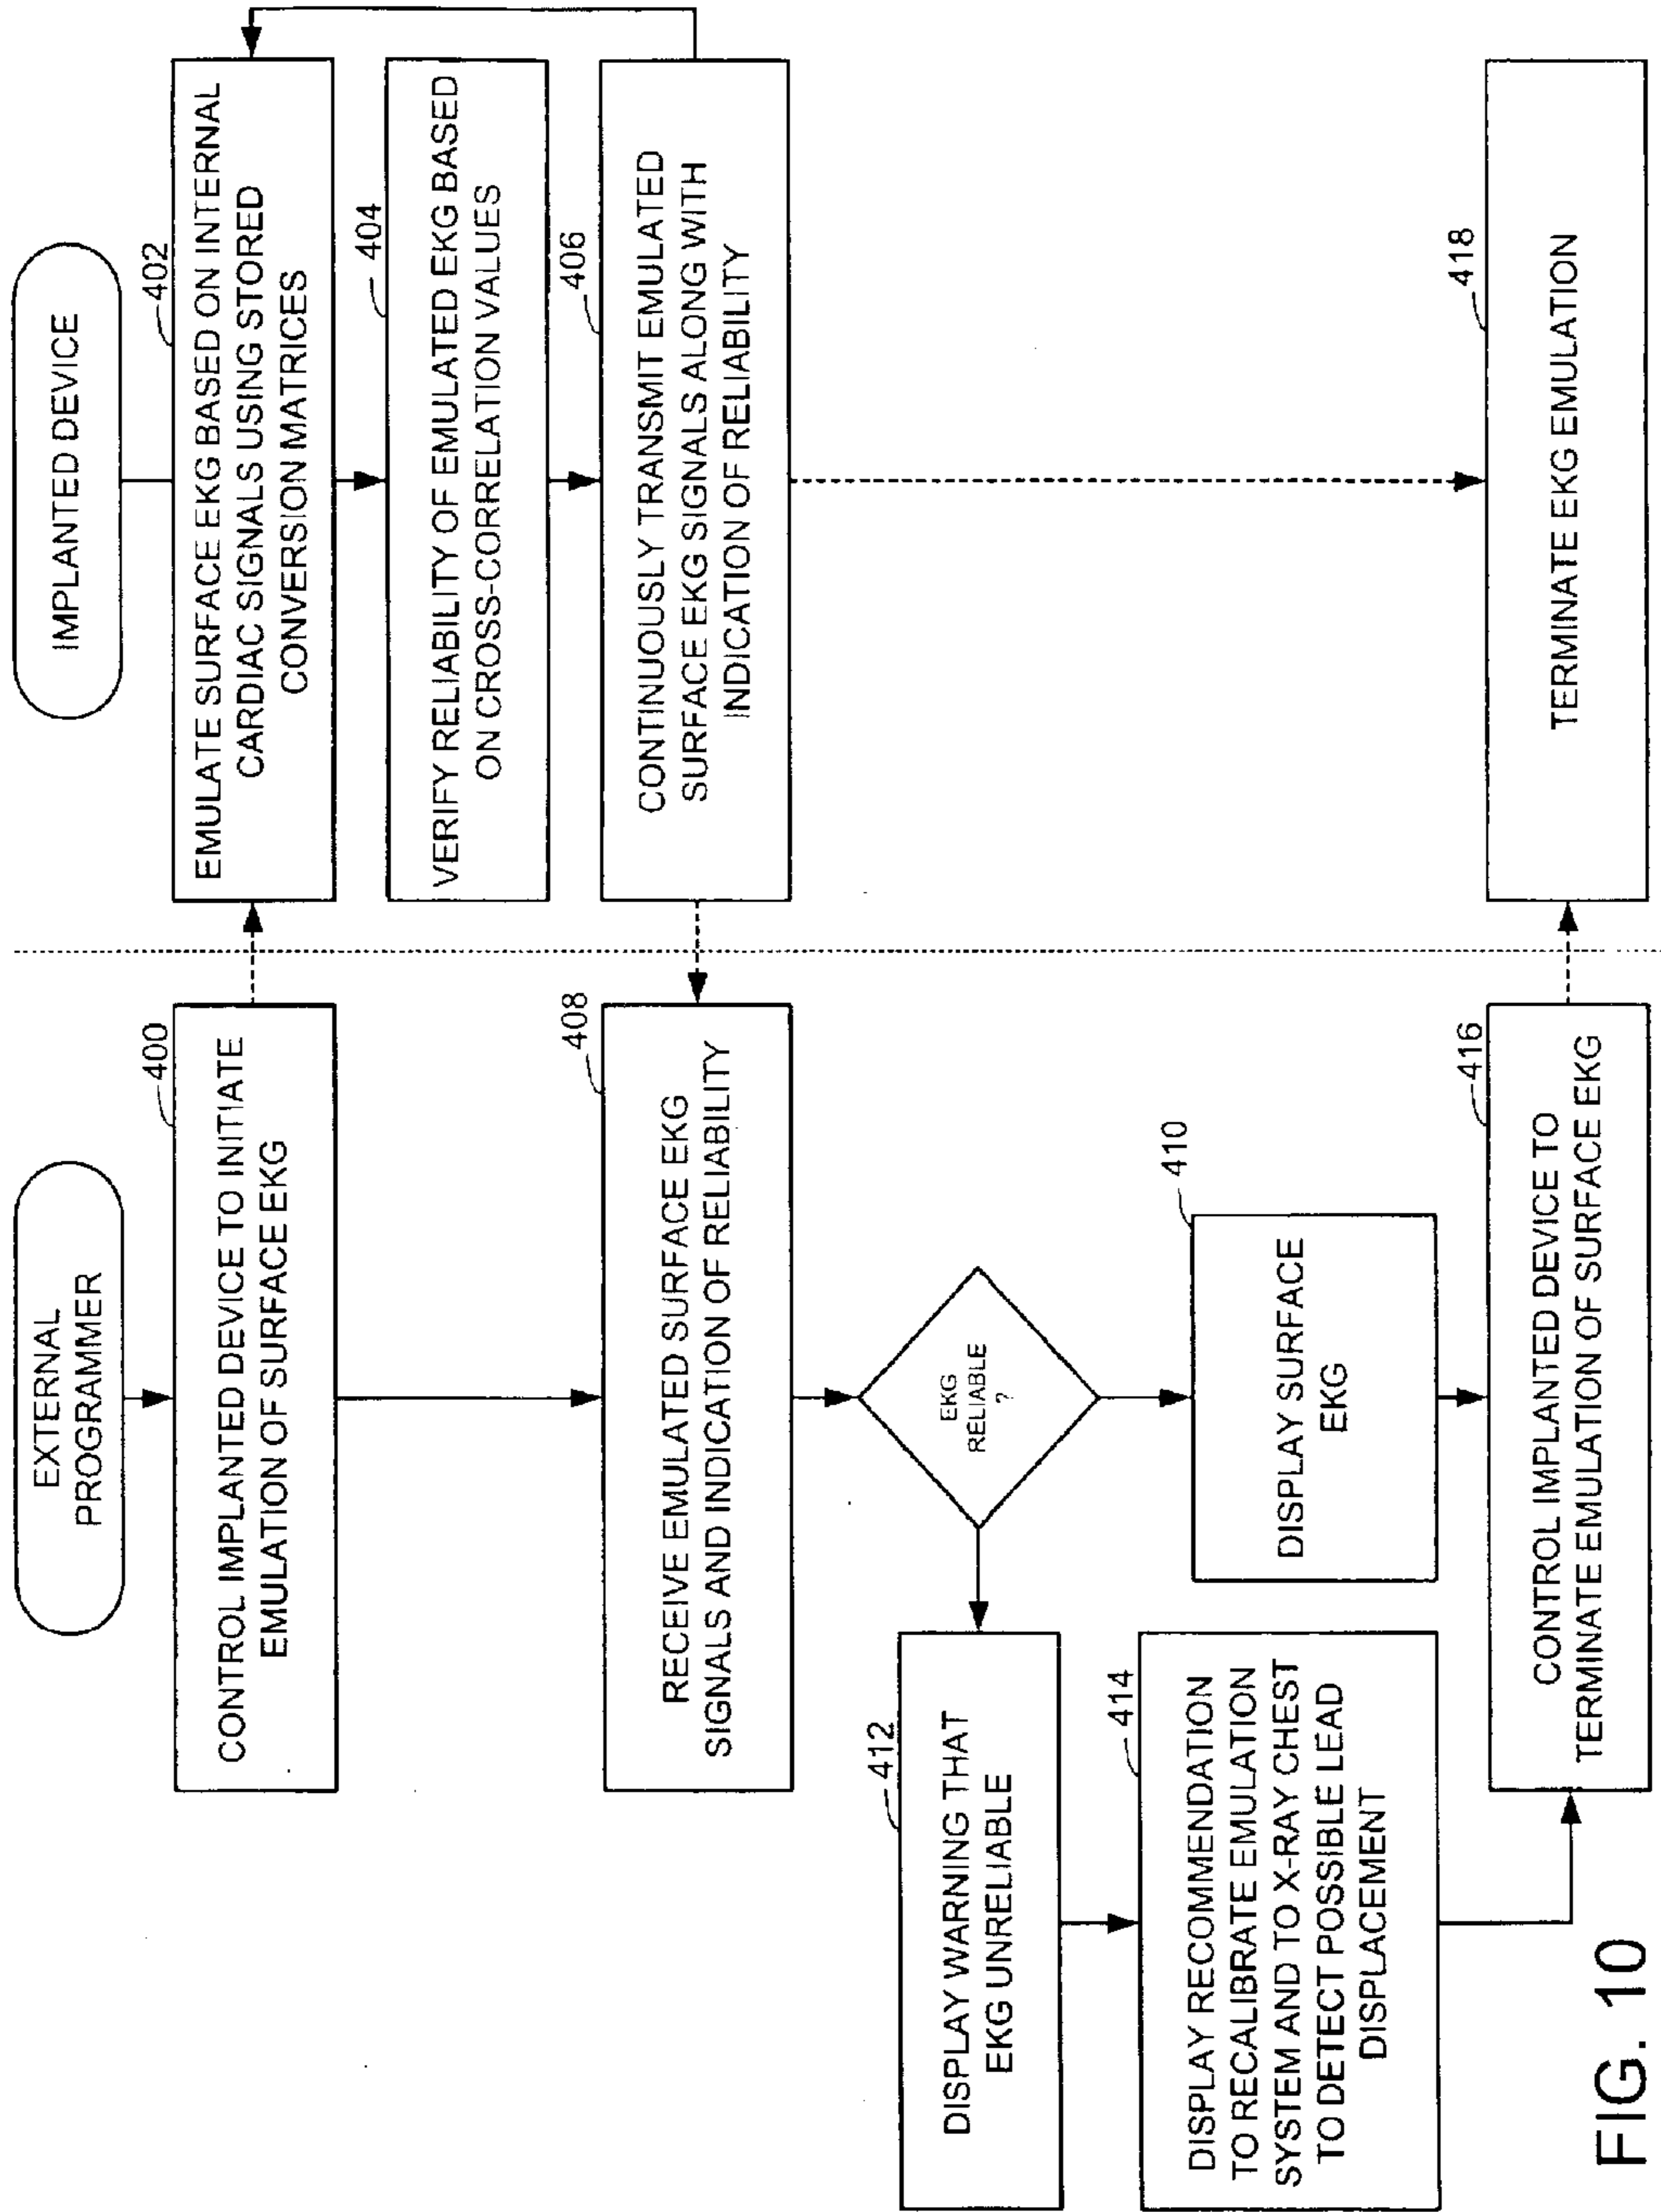 EXTERNAL
PROGRAMMER
400
CONTROL IMPLANTED DEVICE TO INITIATE
EMULATION OF SURFACE EKG
408
RECEIVE EMULATED SURFACE EKG
SIGNALS AND INDICATION OF RELIABILITY
EKG
RELIABLE
?
410
DISPLAY SURFACE
EKG
412
DISPLAY WARNING THAT
EKG UNRELIABLE
414
DISPLAY RECOMMENDATION
TO RECALIBRATE EMULATION
SYSTEM AND TO X-RAY CHEST
TO DETECT POSSIBLE LEAD
DISPLACEMENT
416
CONTROL IMPLANTED DEVICE TO
TERMINATE EMULATION OF SURFACE EKG
IMPLANTED DEVICE
402
EMULATE SURFACE EKG BASED ON INTERNAL
CARDIAC SIGNALS USING STORED
CONVERSION MATRICES
404
VERIFY RELIABILITY OF EMULATED EKG BASED
ON CROSS-CORRELATION VALUES
406
CONTINUOUSLY TRANSMIT EMULATED
SURFACE EKG SIGNALS ALONG WITH
INDICATION OF RELIABILITY
418
TERMINATE EKG EMULATION
FIG. 10